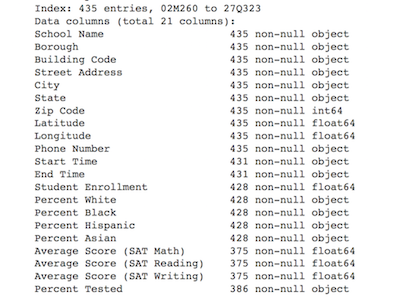 Index: 435 entries, 02M260 to 27Q323
Data columns (total 21 columns):
School Name 435 non-null object
Borough 435 non-null object
Building Code 435 non-null object
Street Address 435 non-null object
City 435 non-null object
State 435 non-null object
Zip Code 435 non-null int64
Latitude 435 non-null float64
Longitude 435 non-null float64
Phone Number 435 non-null object
Start Time 431 non-null object
End Time 431 non-null object
Student Enrollment 428 non-null float64
Percent White 428 non-null object
Percent Black 428 non-null object
Percent Hispanic 428 non-null object
Percent Asian 428 non-null object
Average Score (SAT Math) 375 non-null float64
Average Score (SAT Reading) 375 non-null float64
Average Score (SAT Writing) 375 non-null float64
Percent Tested 386 non-null object